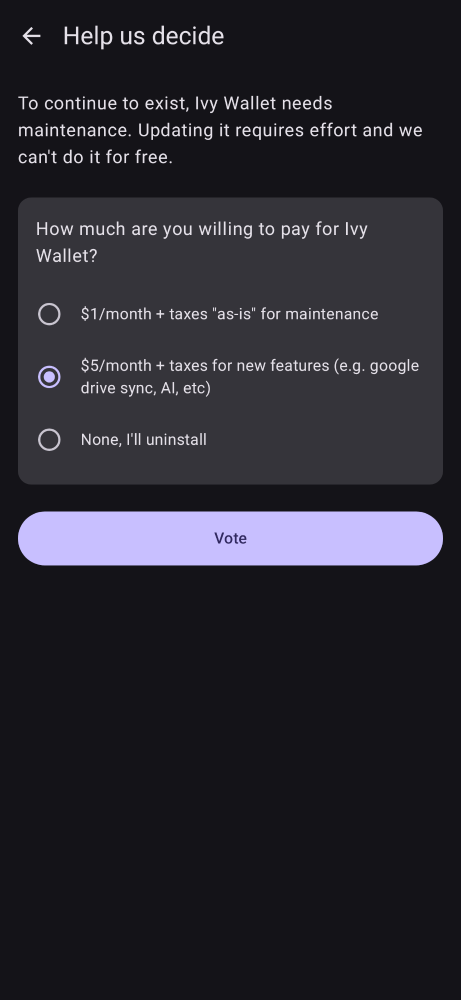 Help us decide
To continue to exist, Ivy Wallet needs
maintenance. Updating it requires effort and we
can't do it for free.
How much are you willing to pay for Ivy
Wallet?
$1/month + taxes "as-is" for maintenance
$5/month + taxes for new features (e.g. google
drive sync, AI, etc)
None, I'll uninstall
Vote